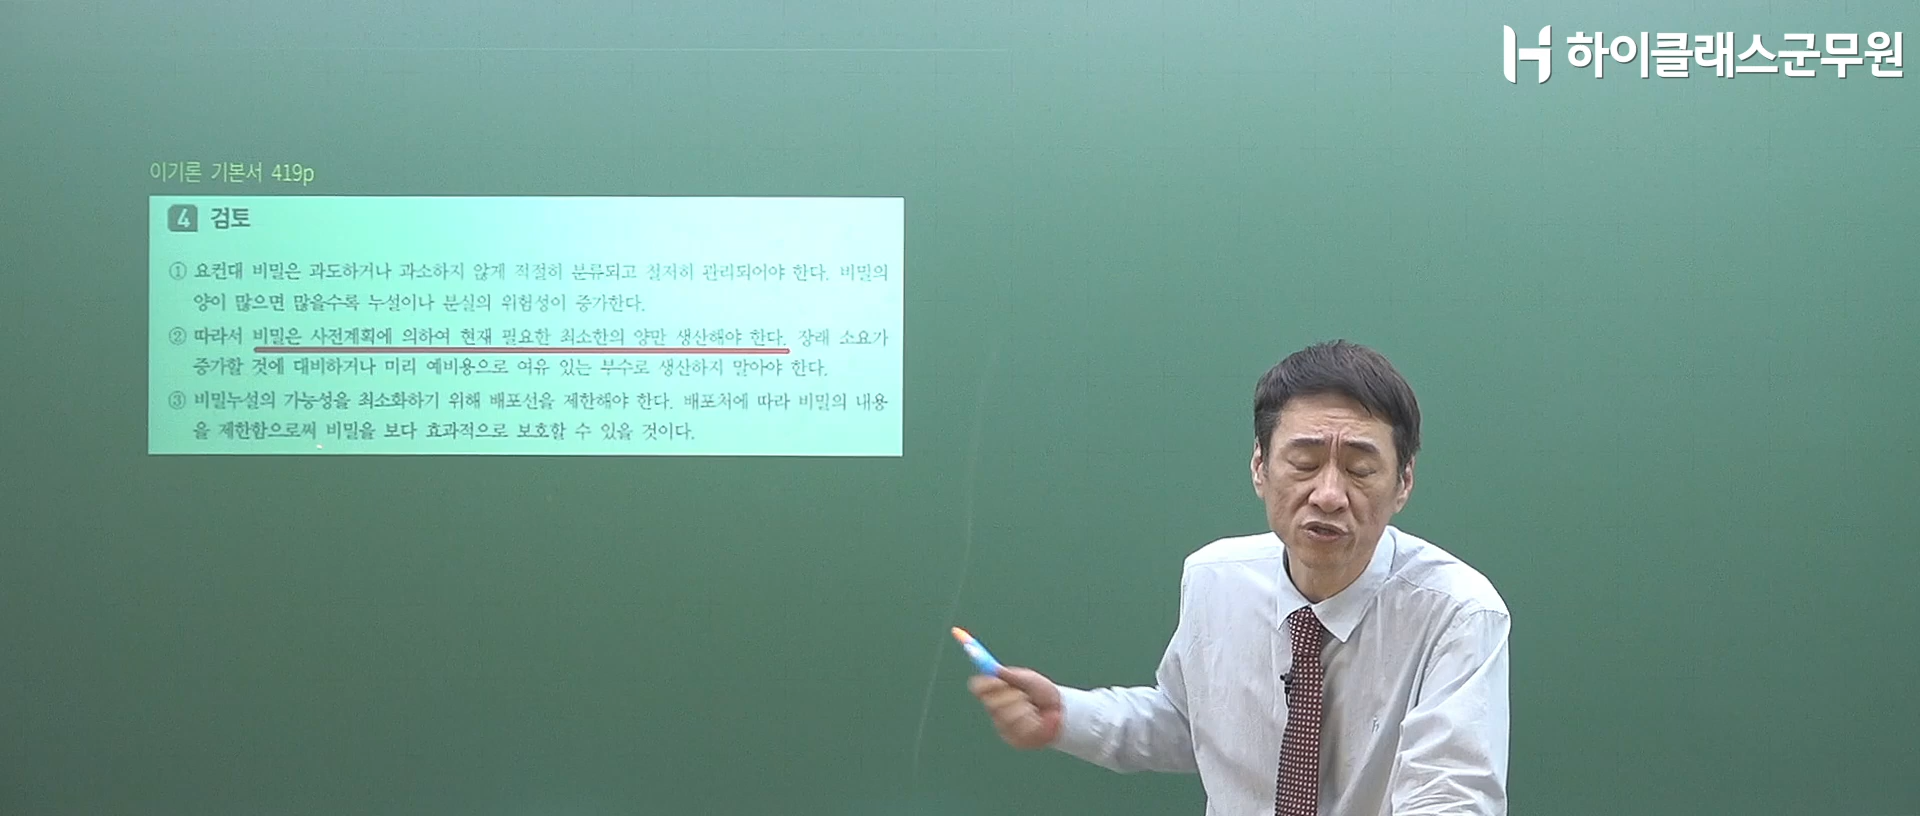 하이클래스군무원
이기론 기본서 419p
4 검토
① 요컨대 비밀은 과도하거나 과소하지 않게 적절히 분류되고 철저히 관리되어야 한다. 비밀의
양이 많으면 많을수록 누설이나 분실의 위험성이 증가한다.
② 따라서 비밀은 사전계획에 의하여 현재 필요한 최소한의 양만 생산해야 한다. 장래 소요가
증가할 것에 대비하거나 미리 예비용으로 여유 있는 부수로 생산하지 말아야 한다.
③ 비밀누설의 가능성을 최소화하기 위해 배포선을 제한해야 한다. 배포처에 따라 비밀의 내용
을 제한함으로써 비밀을 보다 효과적으로 보호할 수 있을 것이다.